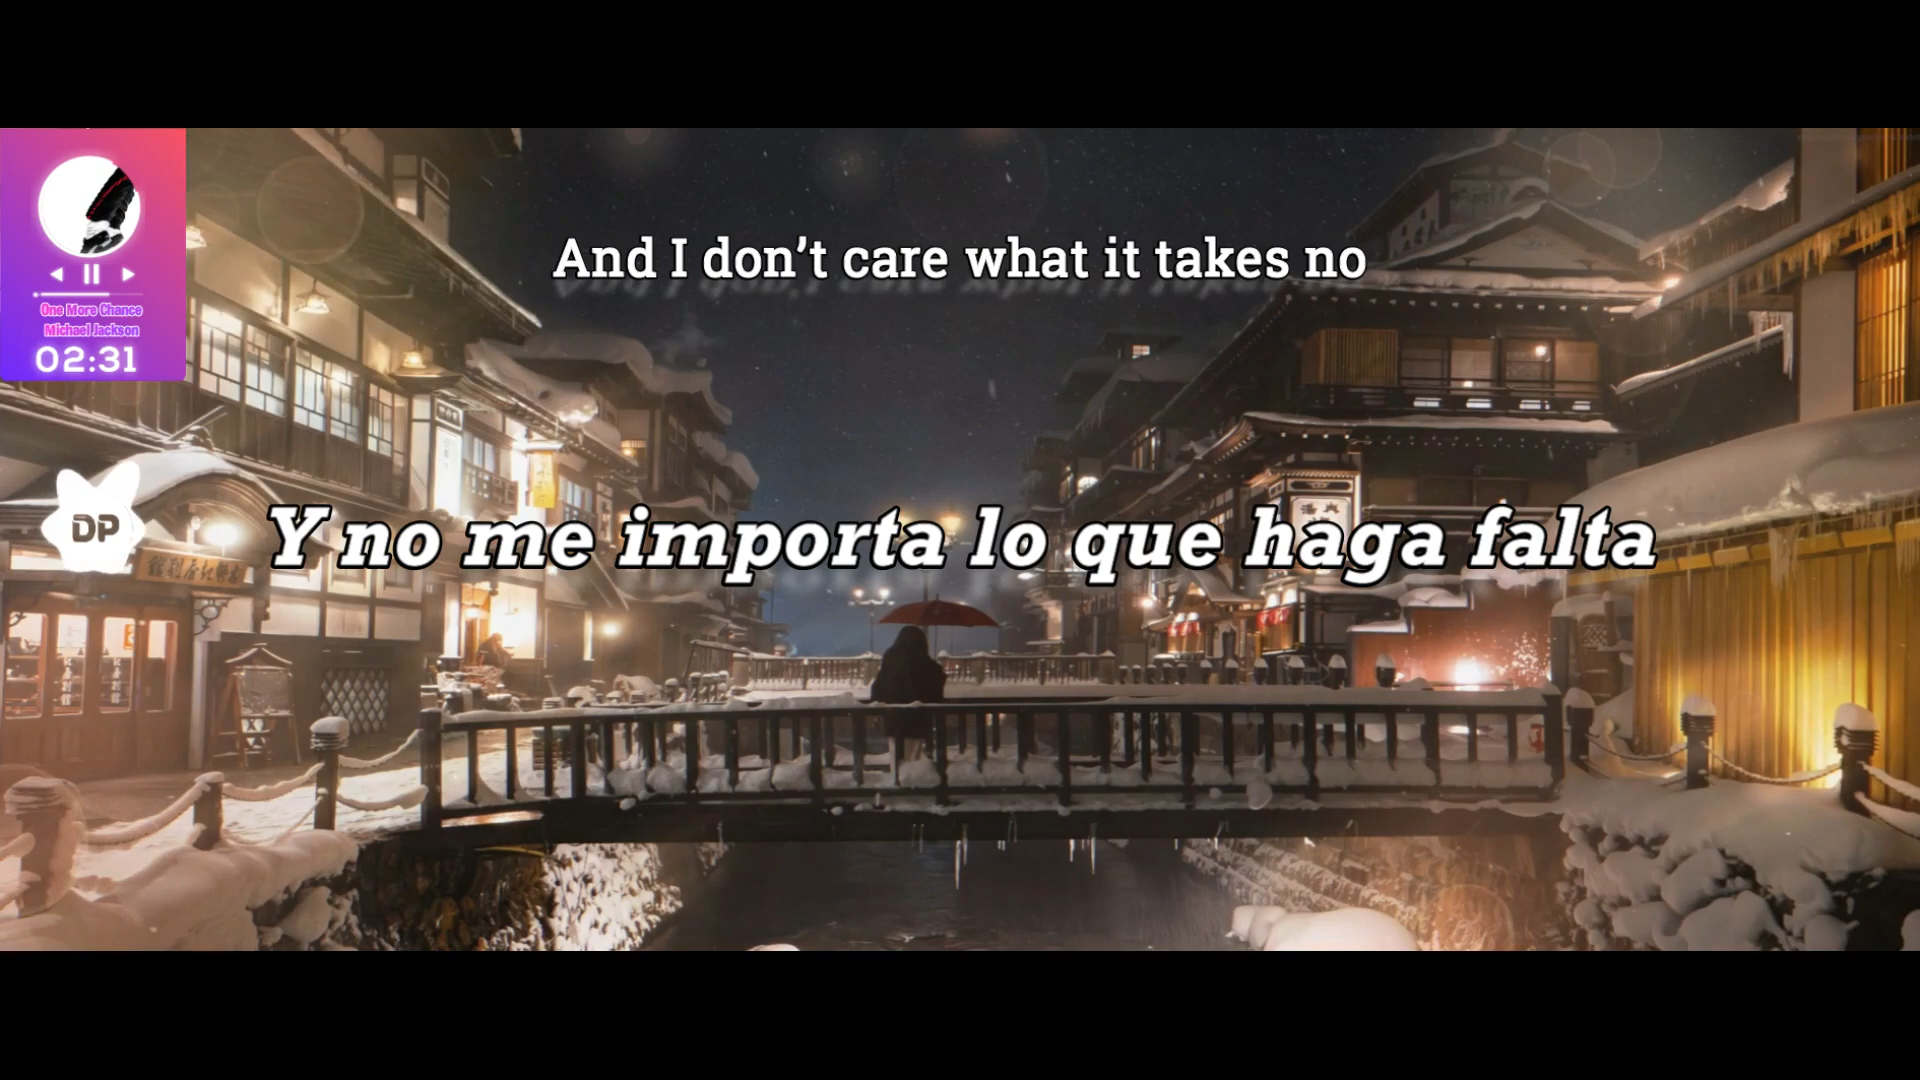 And I don't care what it takes no
One More Chance
Michael Jackson
02:31
DP
Y no me importa lo que haga falta